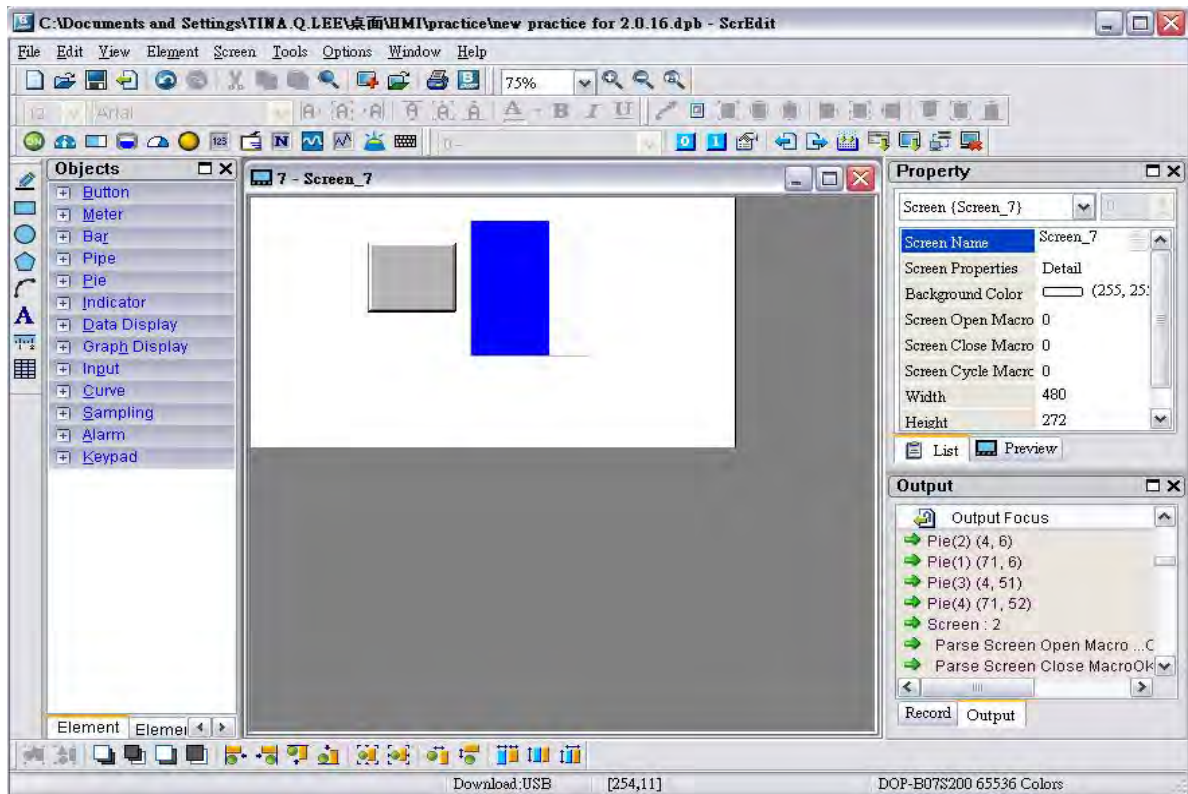 C:\Documents and Settings\TINA.Q.LEE\桌面\HMI\practice\new practice for 2.0.16.dpb - ScrEdit
File Edit View Element Screen Tools Options Window Help
75%
12 Arial
0-
Objects
Button
Meter
Bar
Pipe
Pie
Indicator
Data Display
Graph Display
Input
Curve
Sampling
Alarm
Keypad
Element Elemei
7 - Screen_7
Property
Screen {Screen_7}
0
Screen Name Screen_7
Screen Properties Detail
Background Color (255, 25:
Screen Open Macro 0
Screen Close Macro 0
Screen Cycle Macrc 0
Width 480
Height 272
List Preview
Output
Output Focus
Pie(2) (4, 6)
Pie(1) (71, 6)
Pie(3) (4, 51)
Pie(4) (71, 52)
Screen : 2
Parse Screen Open Macro ...C
Parse Screen Close MacroOk
Record Output
Download:USB [254,11] DOP-B07S200 65536 Colors